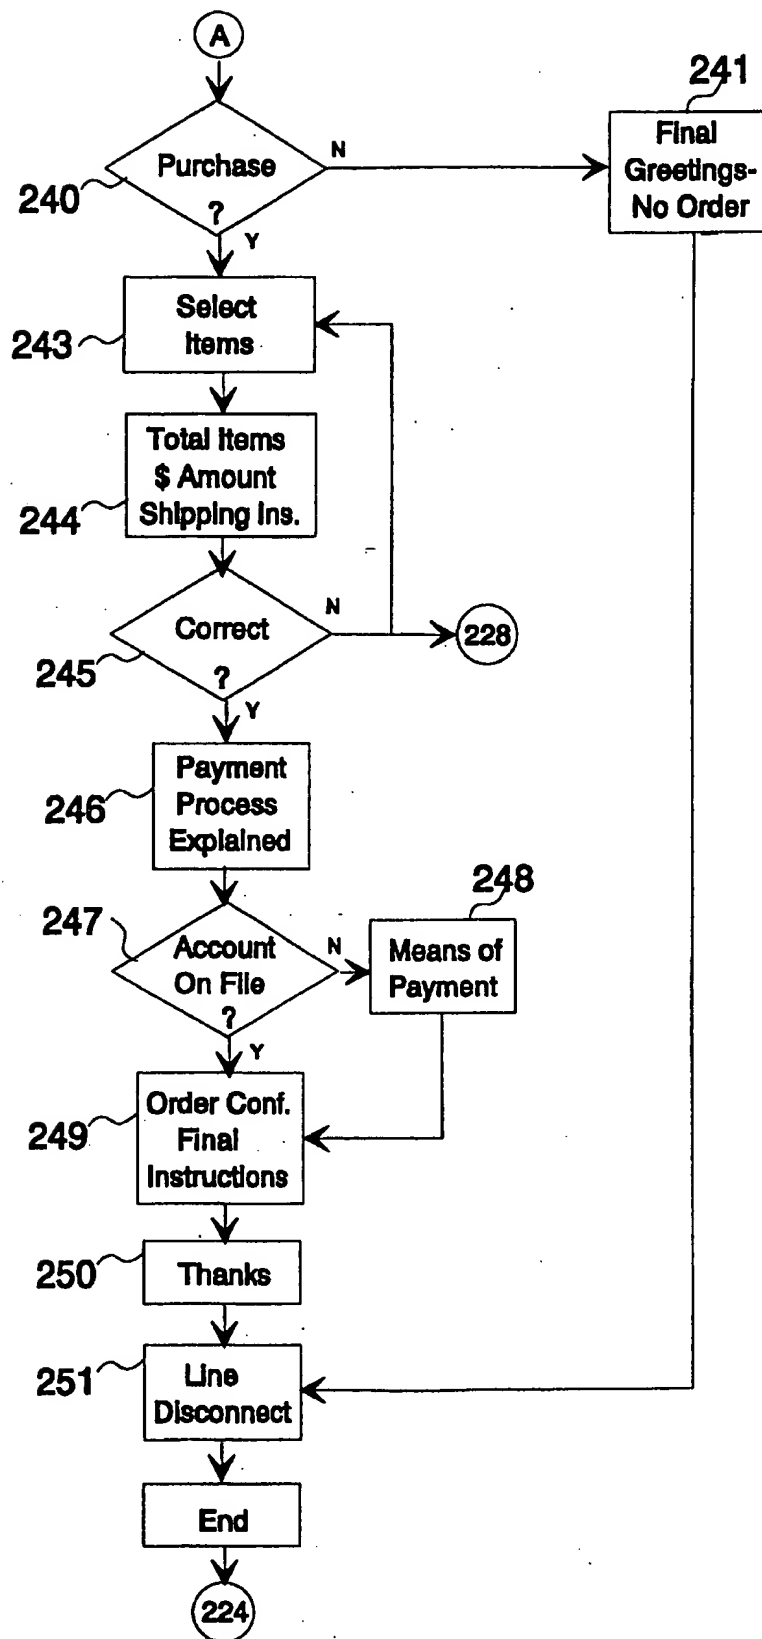 A
241
Purchase
?
N
Y
240
Final
Greetings-
No Order
Select
Items
243
Total Items
$ Amount
Shipping Ins.
244
Correct
?
N
Y
228
245
Payment
Process
Explained
246
248
247
Account
On File
?
N
Y
Means of
Payment
Order Conf.
Final
Instructions
249
Thanks
250
Line
Disconnect
251
End
224